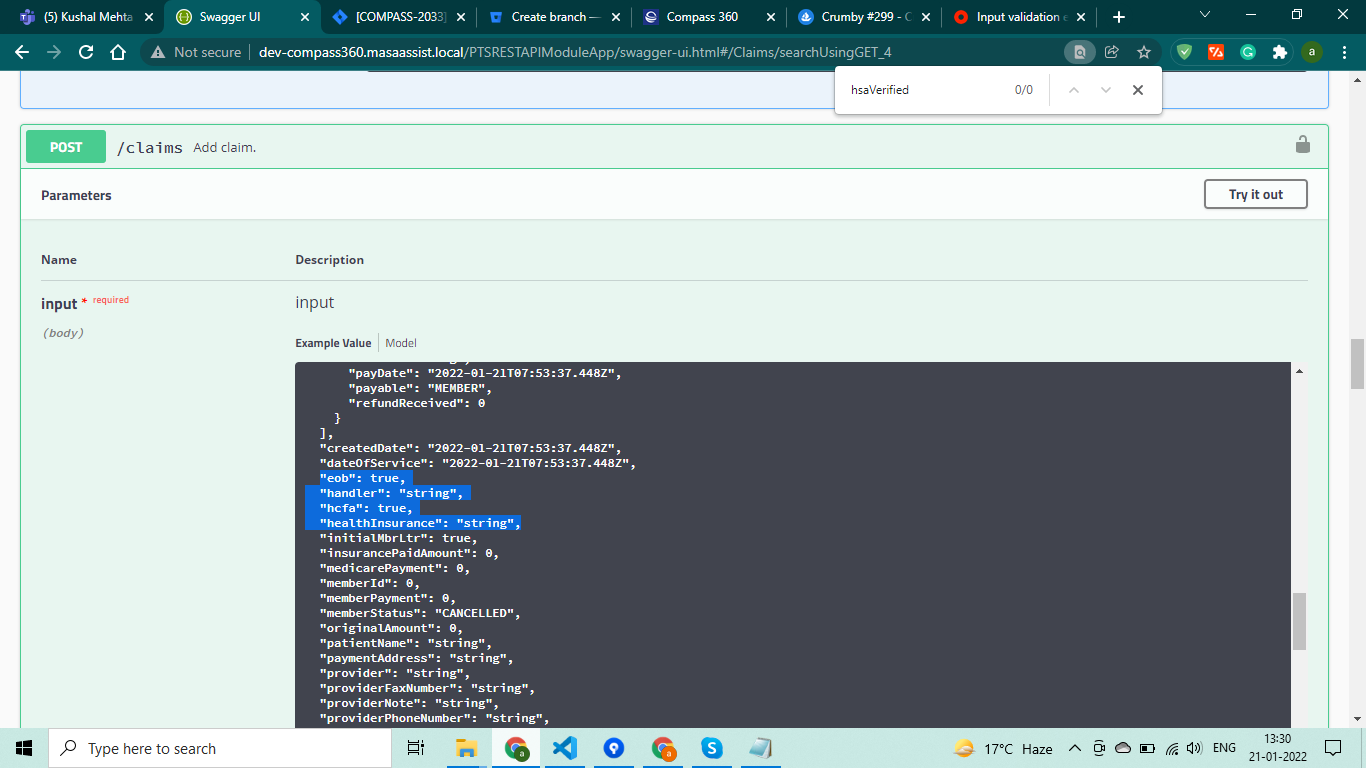 (5) Kushal Mehta
Swagger UI
[COMPASS-2033]
Create branch —
Compass 360
Crumby #299 - C
Input validation e
Not secure
dev-compass360.masaassist.local/PTSRESTAPIModuleApp/swagger-ui.html#/Claims/searchUsingGET_4
a
hsaVerified
0/0
POST
/claims
Add claim.
Parameters
Try it out
Name
Description
input * required
input
(body)
Example Value
Model
"payDate": "2022-01-21T07:53:37.448Z",
"payable": "MEMBER",
"refundReceived": 0
}
],
"createdDate": "2022-01-21T07:53:37.448Z",
"dateOfService": "2022-01-21T07:53:37.448Z",
"eob": true,
"handler": "string",
"hcfa": true,
"healthInsurance": "string",
"initialMbrLtr": true,
"insurancePaidAmount": 0,
"medicarePayment": 0,
"memberId": 0,
"memberPayment": 0,
"memberStatus": "CANCELLED",
"originalAmount": 0,
"patientName": "string",
"paymentAddress": "string",
"provider": "string",
"providerFaxNumber": "string",
"providerNote": "string",
"providerPhoneNumber": "string",
Type here to search
17°C Haze
ENG
13:30
21-01-2022